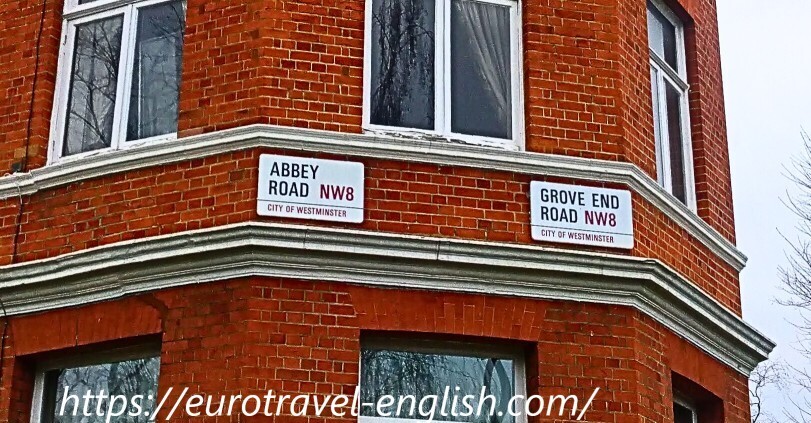 ABBEY
ROAD NW8
CITY OF WESTMINSTER
GROVE END
ROAD NW8
CITY OF WESTMINSTER
https://eurotravel-english.com/